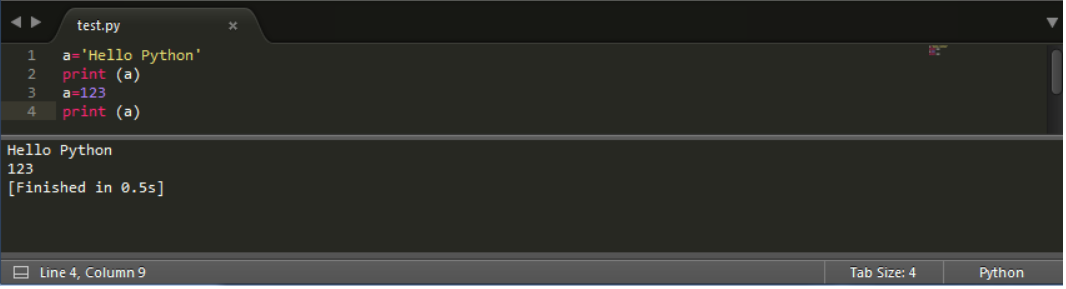 test.py ×
1 a='Hello Python'
2 print (a)
3 a=123
4 print (a)
Hello Python
123
[Finished in 0.5s]
Line 4, Column 9 Tab Size: 4 Python